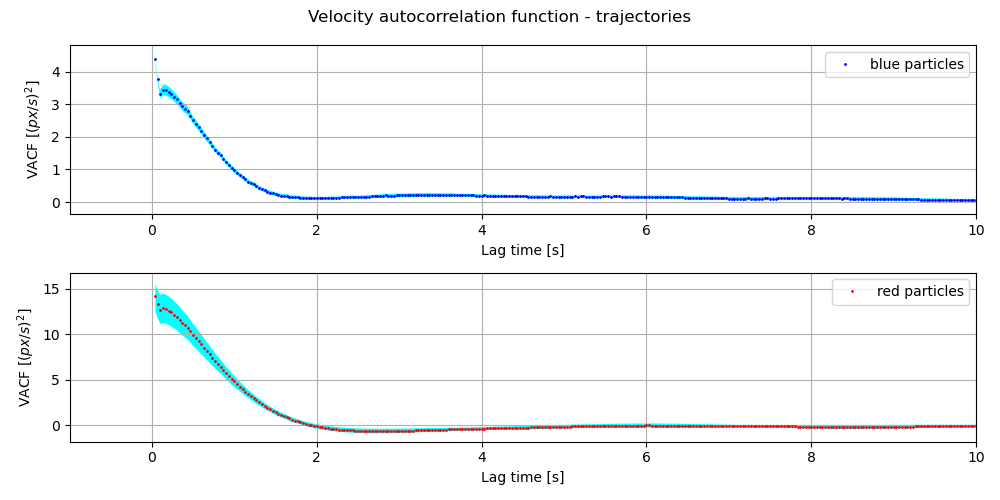 Velocity autocorrelation function - trajectories
VACF [(px/s)²]
4
3
2
1
0
blue particles
0 2 4 6 8 10
Lag time [s]
VACF [(px/s)²]
15
10
5
0
red particles
0 2 4 6 8 10
Lag time [s]